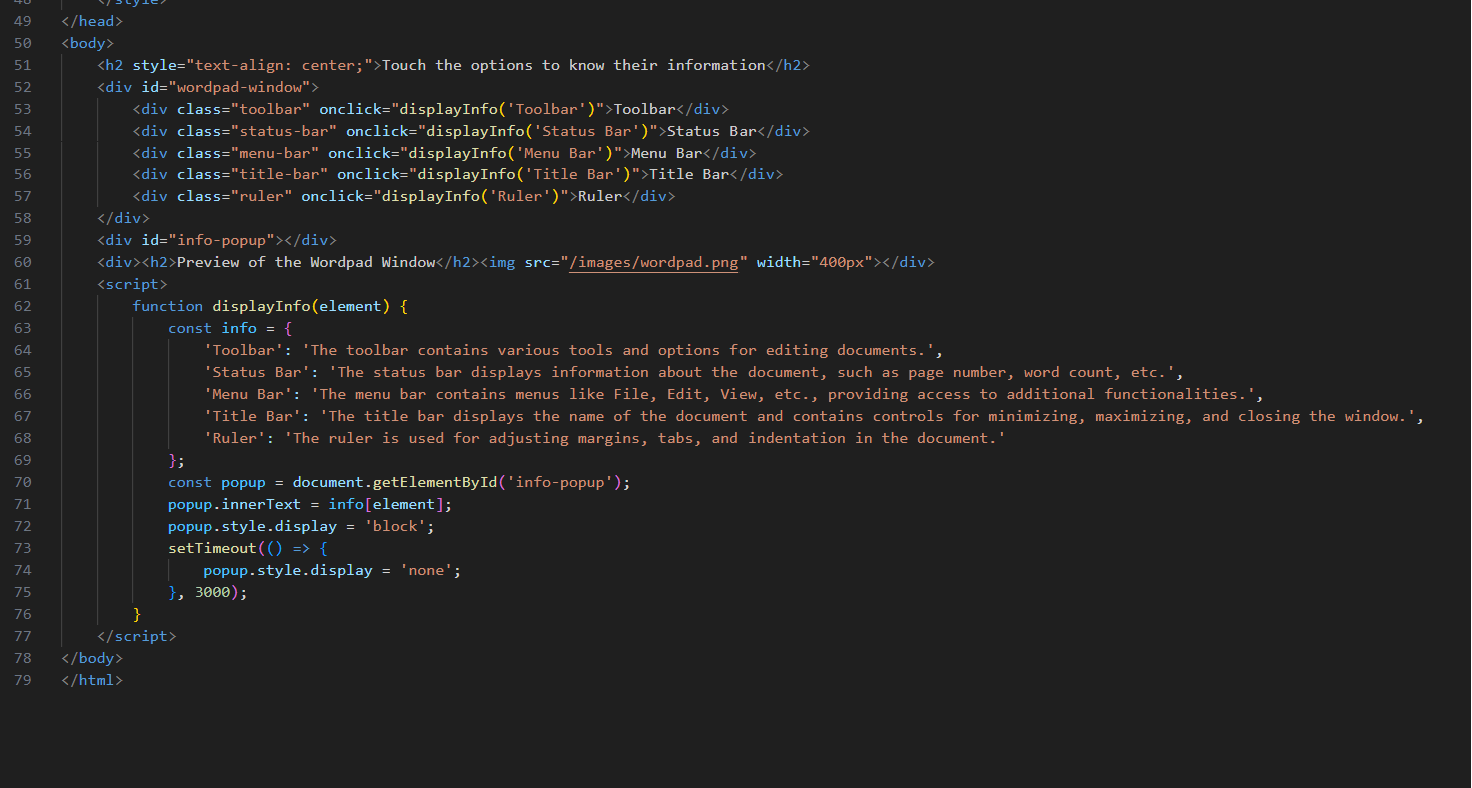 48 </style>
49 </head>
50 <body>
51     <h2 style="text-align: center;">Touch the options to know their information</h2>
52     <div id="wordpad-window">
53         <div class="toolbar" onclick="displayInfo('Toolbar')">Toolbar</div>
54         <div class="status-bar" onclick="displayInfo('Status Bar')">Status Bar</div>
55         <div class="menu-bar" onclick="displayInfo('Menu Bar')">Menu Bar</div>
56         <div class="title-bar" onclick="displayInfo('Title Bar')">Title Bar</div>
57         <div class="ruler" onclick="displayInfo('Ruler')">Ruler</div>
58     </div>
59     <div id="info-popup"></div>
60     <div><h2>Preview of the Wordpad Window</h2><img src="/images/wordpad.png" width="400px"></div>
61     <script>
62         function displayInfo(element) {
63             const info = {
64                 'Toolbar': 'The toolbar contains various tools and options for editing documents.',
65                 'Status Bar': 'The status bar displays information about the document, such as page number, word count, etc.',
66                 'Menu Bar': 'The menu bar contains menus like File, Edit, View, etc., providing access to additional functionalities.',
67                 'Title Bar': 'The title bar displays the name of the document and contains controls for minimizing, maximizing, and closing the window.',
68                 'Ruler': 'The ruler is used for adjusting margins, tabs, and indentation in the document.'
69             };
70             const popup = document.getElementById('info-popup');
71             popup.innerText = info[element];
72             popup.style.display = 'block';
73             setTimeout(() => {
74                 popup.style.display = 'none';
75             }, 3000);
76         }
77     </script>
78 </body>
79 </html>